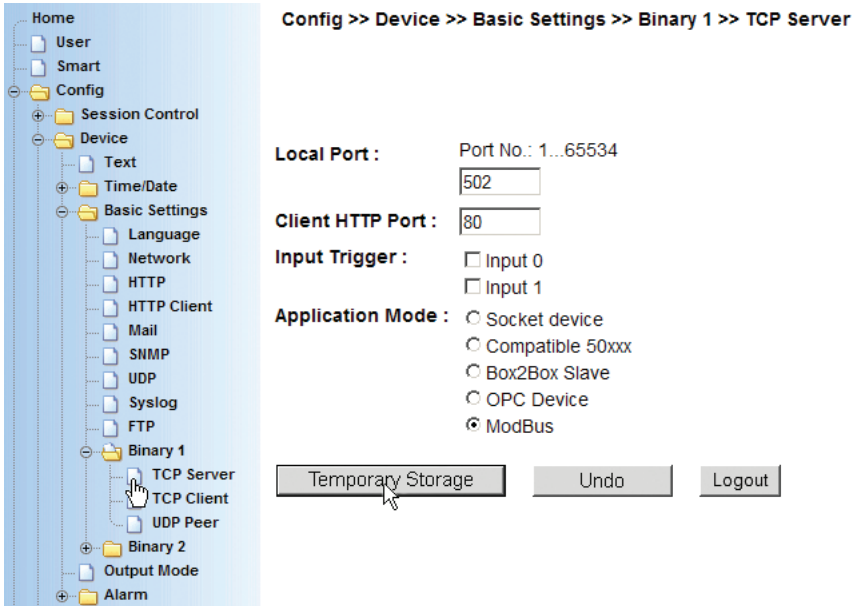 Home
User
Smart
Config
Session Control
Device
Text
Time/Date
Basic Settings
Language
Network
HTTP
HTTP Client
Mail
SNMP
UDP
Syslog
FTP
Binary 1
TCP Server
TCP Client
UDP Peer
Binary 2
Output Mode
Alarm
Config >> Device >> Basic Settings >> Binary 1 >> TCP Server
Local Port : Port No.: 1...65534
502
Client HTTP Port : 80
Input Trigger : Input 0
Input 1
Application Mode : Socket device
Compatible 50xxx
Box2Box Slave
OPC Device
ModBus
Temporary Storage Undo Logout